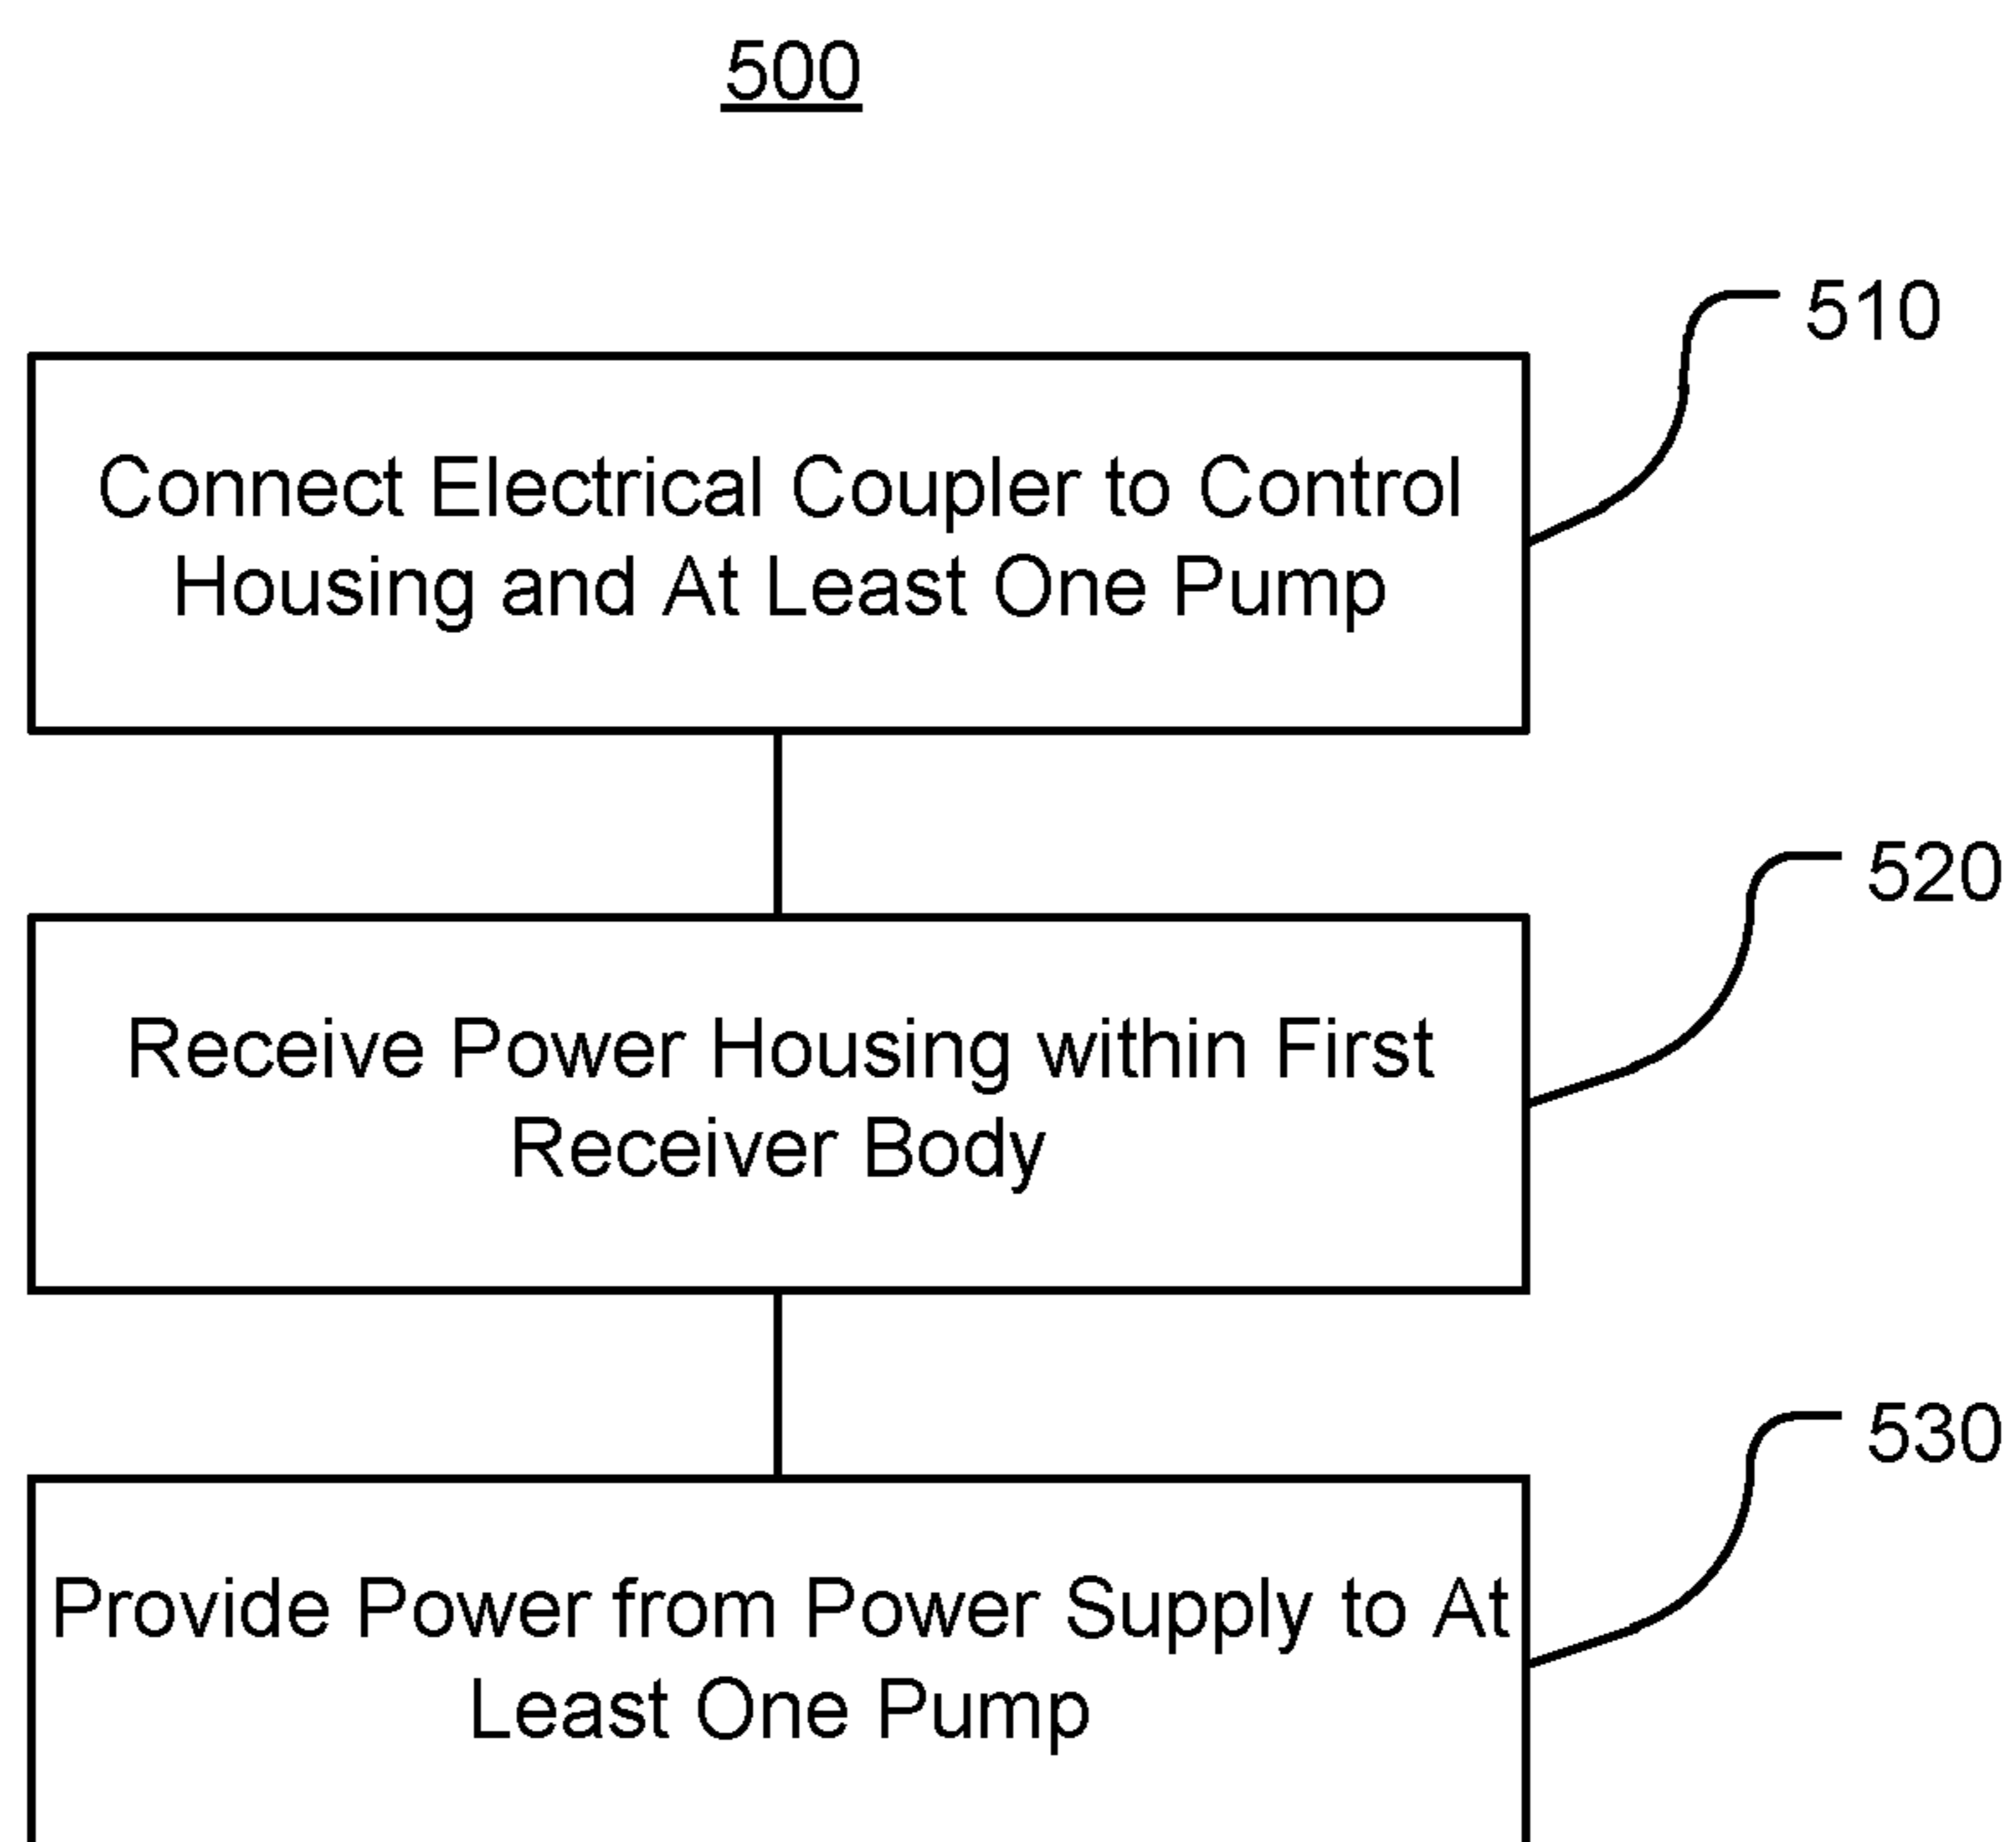 500
510
Connect Electrical Coupler to Control
Housing and At Least One Pump
520
Receive Power Housing within First
Receiver Body
530
Provide Power from Power Supply to At
Least One Pump